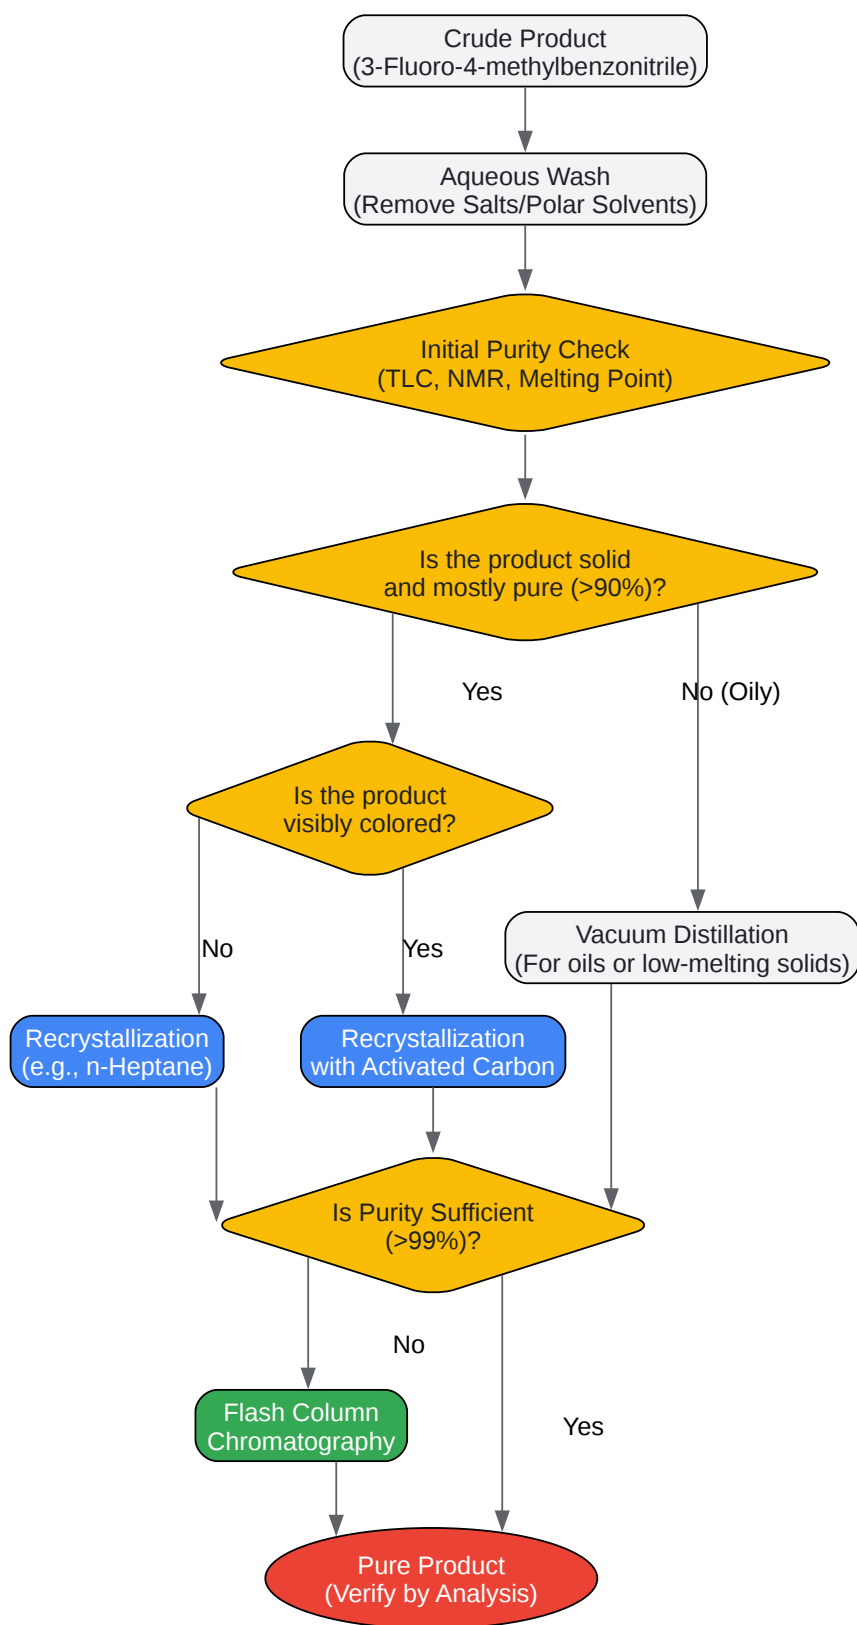 Crude Product
(3-Fluoro-4-methylbenzonitrile)
Aqueous Wash
(Remove Salts/Polar Solvents)
Initial Purity Check
(TLC, NMR, Melting Point)
Is the product solid
and mostly pure (>90%)?
Yes
No (Oily)
Is the product
visibly colored?
No
Yes
Vacuum Distillation
(For oils or low-melting solids)
Recrystallization
(e.g., n-Heptane)
Recrystallization
with Activated Carbon
Is Purity Sufficient
(>99%)?
No
Flash Column
Chromatography
Yes
Pure Product
(Verify by Analysis)